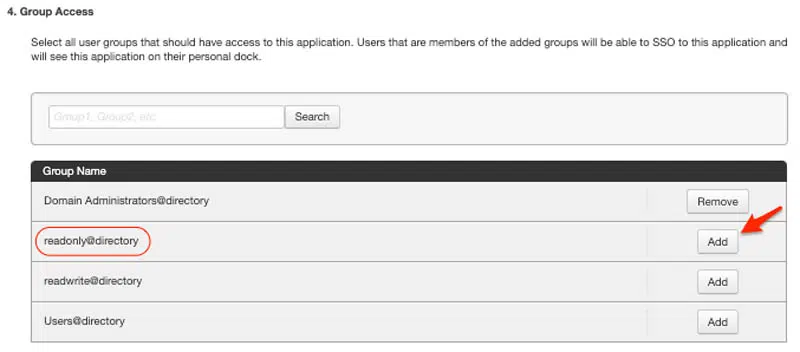 4. Group Access
Select all user groups that should have access to this application. Users that are members of the added groups will be able to SSO to this application and
will see this application on their personal dock.
Group1, Group2, etc
Search
Group Name
Domain Administrators@directory
Remove
readonly@directory
Add
readwrite@directory
Add
Users@directory
Add